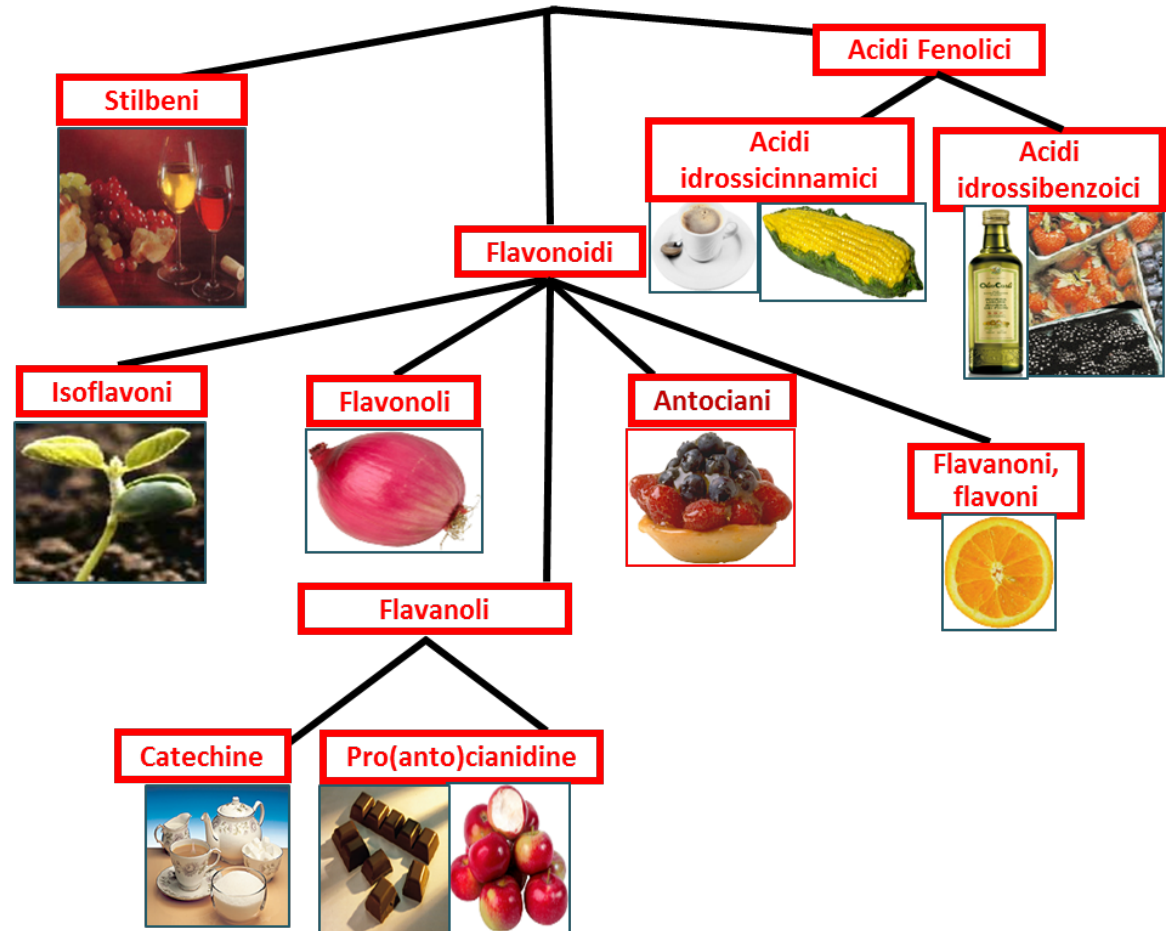 Acidi Fenolici
Stilbeni
Acidi
idrossicinnamici
Acidi
idrossibenzoici
Flavonoidi
Isoflavoni
Flavonoli
Antociani
Flavanoni,
flavoni
Flavanoli
Catechine
Pro(anto)cianidine